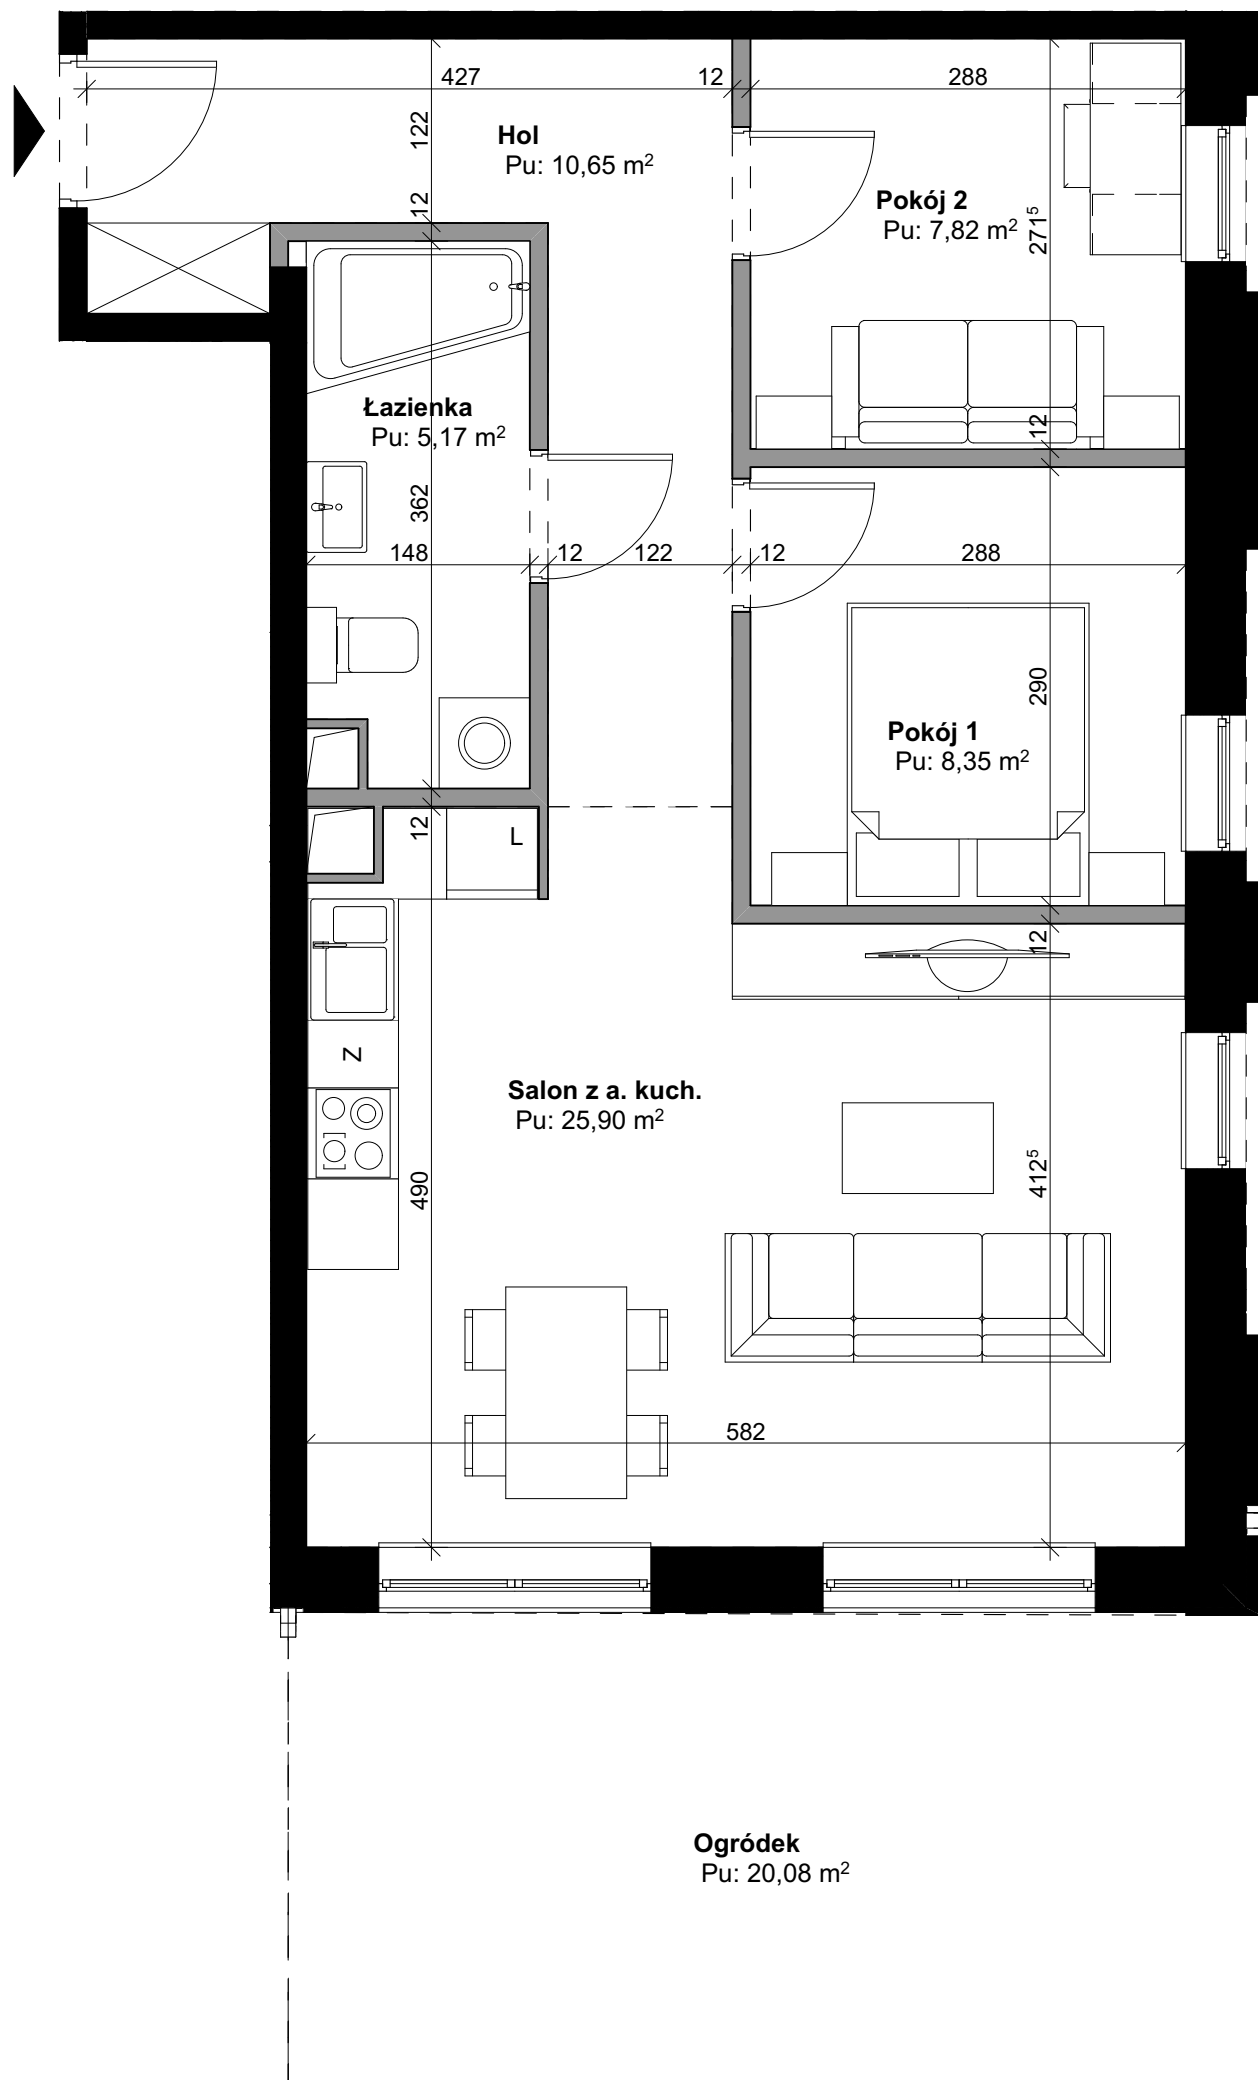 427
12
288
122
Hol
Pu: 10,65 m²
12
Pokój 2
Pu: 7,82 m²
271⁵
Łazienka
Pu: 5,17 m²
12
362
148
12
122
12
288
290
Pokój 1
Pu: 8,35 m²
12
L
12
Z
Salon z a. kuch.
Pu: 25,90 m²
490
412⁵
582
Ogródek
Pu: 20,08 m²